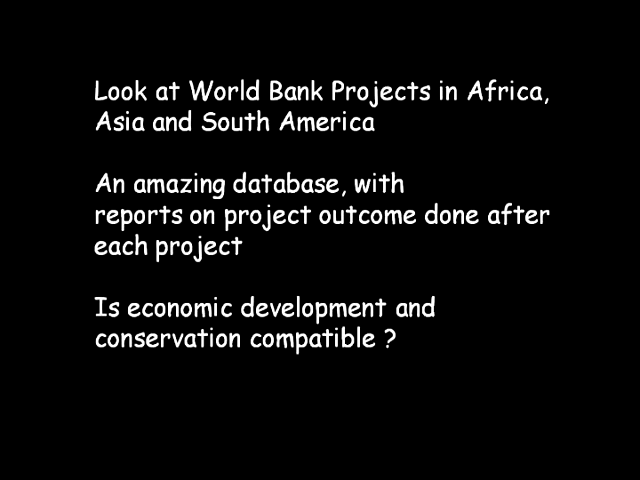 Look at World Bank Projects in Africa,
Asia and South America
An amazing database, with
reports on project outcome done after
each project
Is economic development and
conservation compatible ?